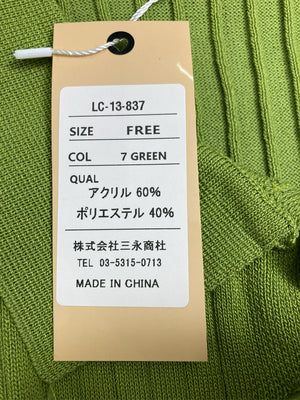 LC-13-837
SIZE FREE
COL 7 GREEN
QUAL
アクリル 60%
ポリエステル 40%
株式会社三永商社
TEL 03-5315-0713
MADE IN CHINA